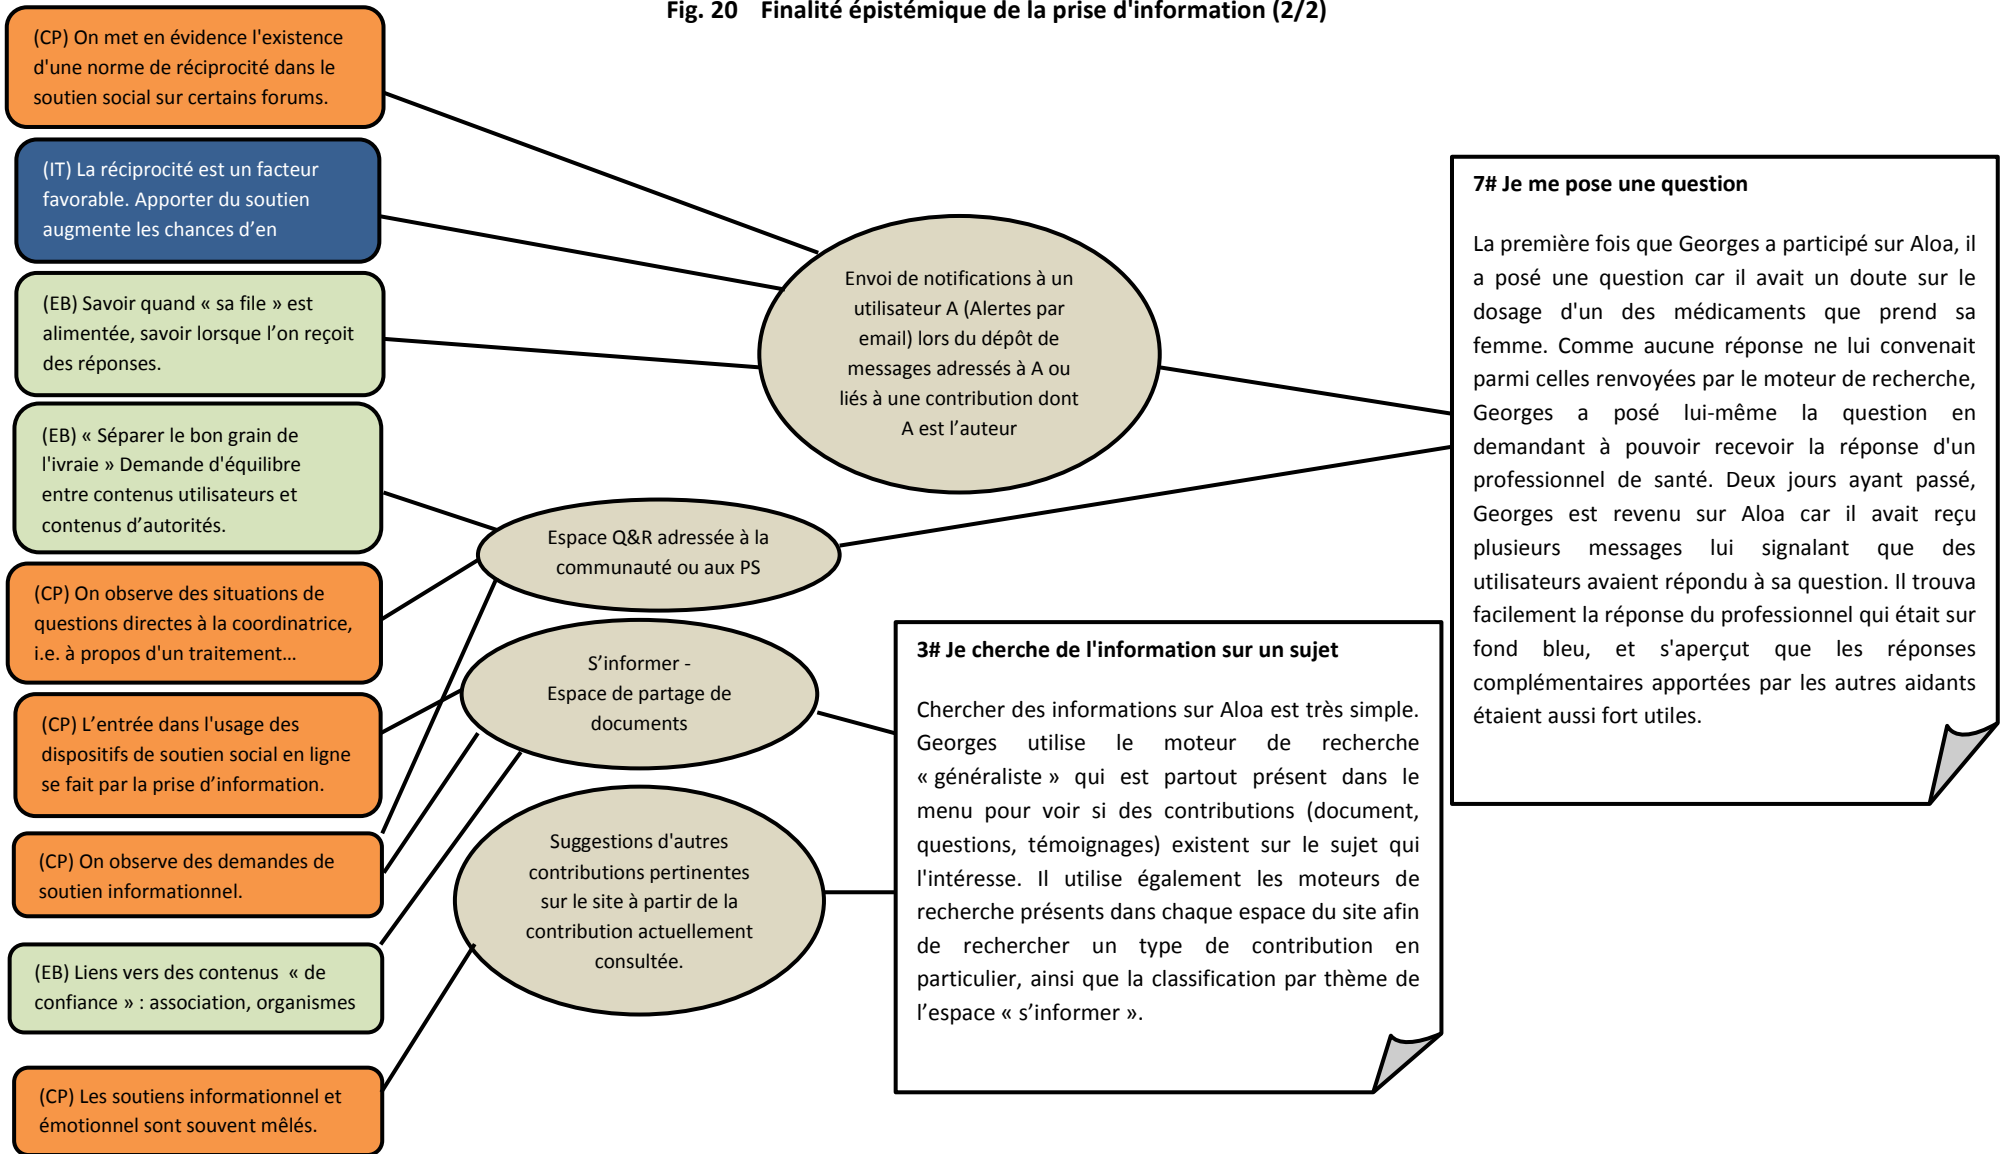 Fig. 20 Finalité épistémique de la prise d'information (2/2)
(CP) On met en évidence l'existence
d'une norme de réciprocité dans le
soutien social sur certains forums.
(IT) La réciprocité est un facteur
favorable. Apporter du soutien
augmente les chances d’en
(EB) Savoir quand « sa file » est
alimentée, savoir lorsque l’on reçoit
des réponses.
(EB) « Séparer le bon grain de
l'ivraie » Demande d'équilibre
entre contenus utilisateurs et
contenus d’autorités.
(CP) On observe des situations de
questions directes à la coordinatrice,
i.e. à propos d'un traitement…
(CP) L’entrée dans l'usage des
dispositifs de soutien social en ligne
se fait par la prise d’information.
(CP) On observe des demandes de
soutien informationnel.
(EB) Liens vers des contenus « de
confiance » : association, organismes
(CP) Les soutiens informationnel et
émotionnel sont souvent mêlés.
Envoi de notifications à un
utilisateur A (Alertes par
email) lors du dépôt de
messages adressés à A ou
liés à une contribution dont
A est l’auteur
Espace Q&R adressée à la
communauté ou aux PS
S’informer -
Espace de partage de
documents
Suggestions d'autres
contributions pertinentes
sur le site à partir de la
contribution actuellement
consultée.
3# Je cherche de l'information sur un sujet
Chercher des informations sur Aloa est très simple.
Georges utilise le moteur de recherche
« généraliste » qui est partout présent dans le
menu pour voir si des contributions (document,
questions, témoignages) existent sur le sujet qui
l'intéresse. Il utilise également les moteurs de
recherche présents dans chaque espace du site afin
de rechercher un type de contribution en
particulier, ainsi que la classification par thème de
l’espace « s’informer ».
7# Je me pose une question
La première fois que Georges a participé sur Aloa, il
a posé une question car il avait un doute sur le
dosage d'un des médicaments que prend sa
femme. Comme aucune réponse ne lui convenait
parmi celles renvoyées par le moteur de recherche,
Georges a posé lui-même la question en
demandant à pouvoir recevoir la réponse d'un
professionnel de santé. Deux jours ayant passé,
Georges est revenu sur Aloa car il avait reçu
plusieurs messages lui signalant que des
utilisateurs avaient répondu à sa question. Il trouva
facilement la réponse du professionnel qui était sur
fond bleu, et s'aperçut que les réponses
complémentaires apportées par les autres aidants
étaient aussi fort utiles.